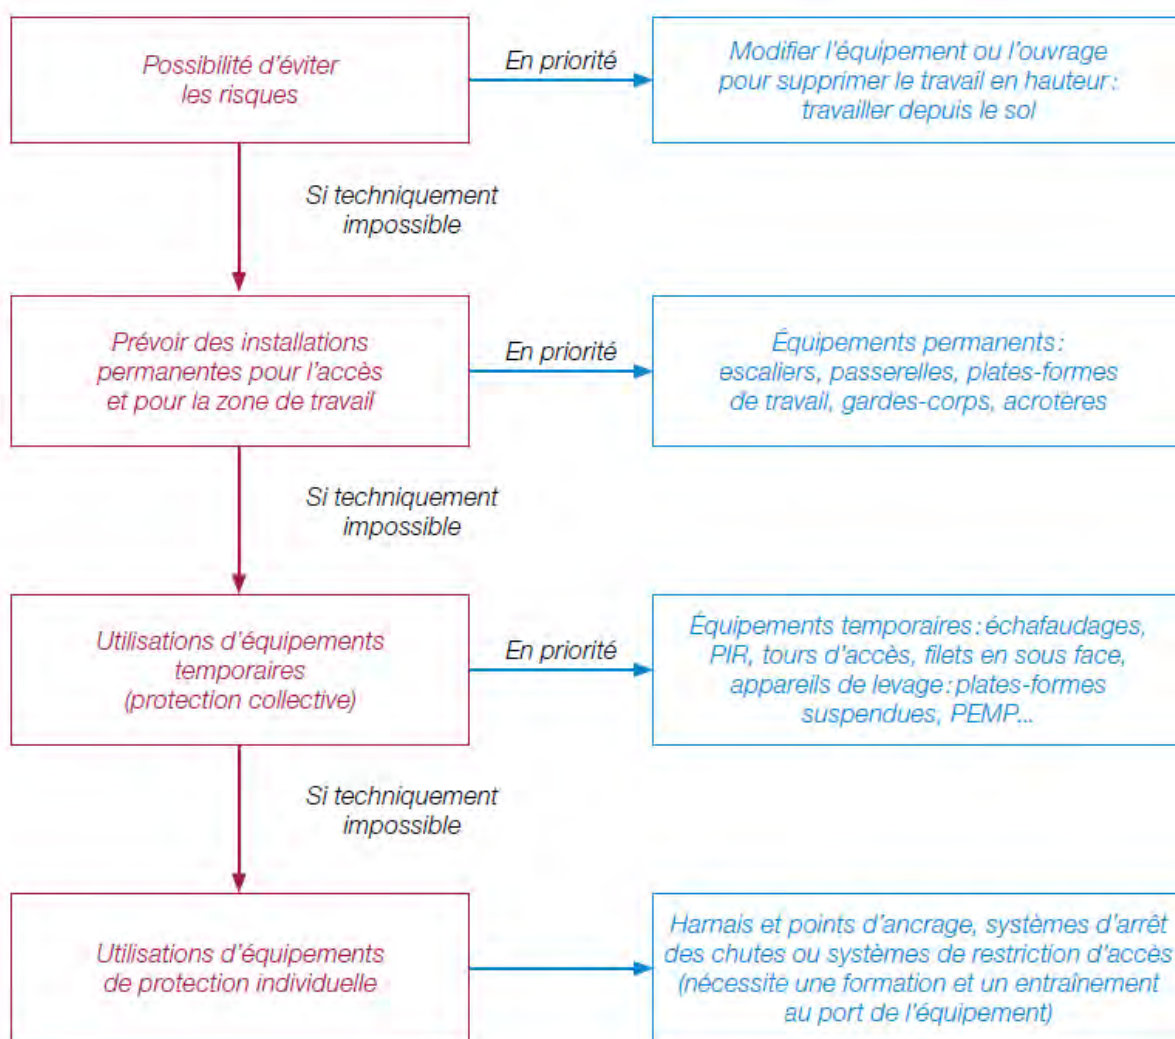 Possibilité d'éviter
les risques
En priorité
Modifier l'équipement ou l'ouvrage
pour supprimer le travail en hauteur :
travailler depuis le sol
Si techniquement
impossible
Prévoir des installations
permanentes pour l'accès
et pour la zone de travail
En priorité
Équipements permanents :
escaliers, passerelles, plates-formes
de travail, gardes-corps, acrotères
Si techniquement
impossible
Utilisations d'équipements
temporaires
(protection collective)
En priorité
Équipements temporaires : échafaudages,
PIR, tours d'accès, filets en sous face,
appareils de levage : plates-formes
suspendues, PEMP...
Si techniquement
impossible
Utilisations d'équipements
de protection individuelle
Harnais et points d'ancrage, systèmes d'arrêt
des chutes ou systèmes de restriction d'accès
(nécessite une formation et un entraînement
au port de l'équipement)